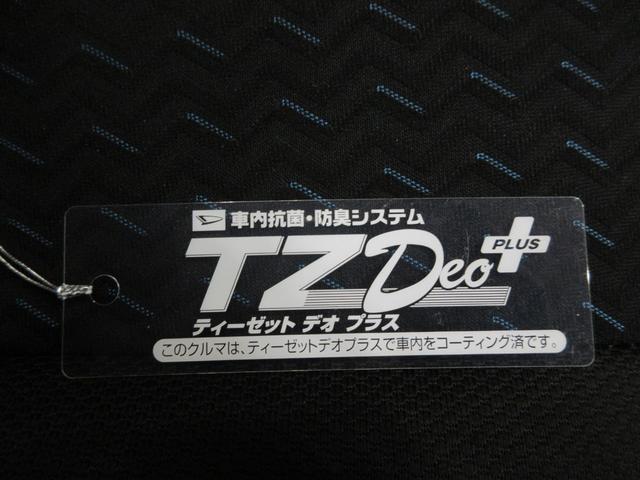 車内抗菌・防臭システム
TZ Deo PLUS
ティーゼット デオ プラス
このクルマは、ティーゼットデオプラスで車内をコーティング済です。